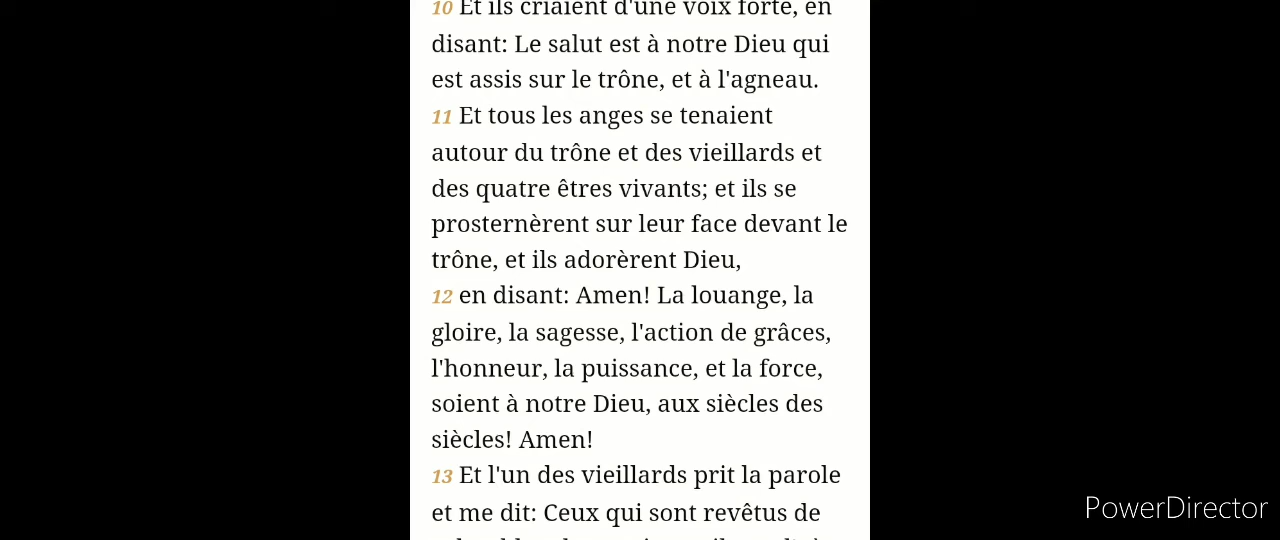 10 Et ils criaient d'une voix forte, en
disant: Le salut est à notre Dieu qui
est assis sur le trône, et à l'agneau.
11 Et tous les anges se tenaient
autour du trône et des vieillards et
des quatre êtres vivants; et ils se
prosternèrent sur leur face devant le
trône, et ils adorèrent Dieu,
12 en disant: Amen! La louange, la
gloire, la sagesse, l'action de grâces,
l'honneur, la puissance, et la force,
soient à notre Dieu, aux siècles des
siècles! Amen!
13 Et l'un des vieillards prit la parole
et me dit: Ceux qui sont revêtus de
PowerDirector